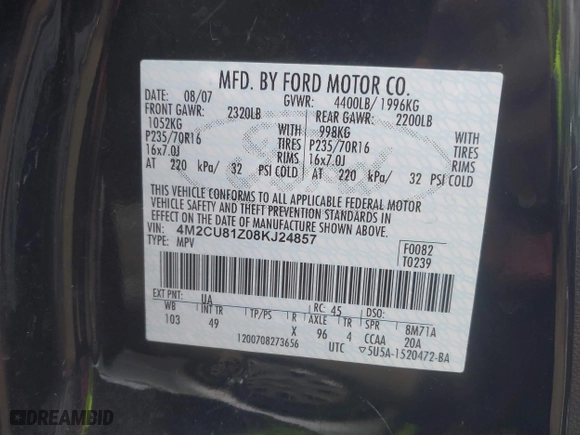 MFD. BY FORD MOTOR CO.
DATE: 08/07 GVWR: 4400LB/ 1996KG
FRONT GAWR: 2320LB REAR GAWR: 2200LB
1052KG WITH 998KG WITH
P235/70R16 TIRES P235/70R16 TIRES
16x7.0J RIMS 16x7.0J RIMS
AT 220 kPa/ 32 PSI COLD AT 220 kPa/ 32 PSI COLD
THIS VEHICLE CONFORMS TO ALL APPLICABLE FEDERAL MOTOR
VEHICLE SAFETY AND THEFT PREVENTION STANDARDS IN
EFFECT ON THE DATE OF MANUFACTURE SHOWN ABOVE.
VIN: 4M2CU81Z08KJ24857
TYPE: MPV
F0082
T0239
EXT PNT: UA RC: 45 DSO:
WB INT TR TP/PS R AXLE TR SPR BM71A
103 49 X 96 4 CCAA 20A
1200708273656 UTC 5U5A-1520472-BA
Ford
DREAMBID